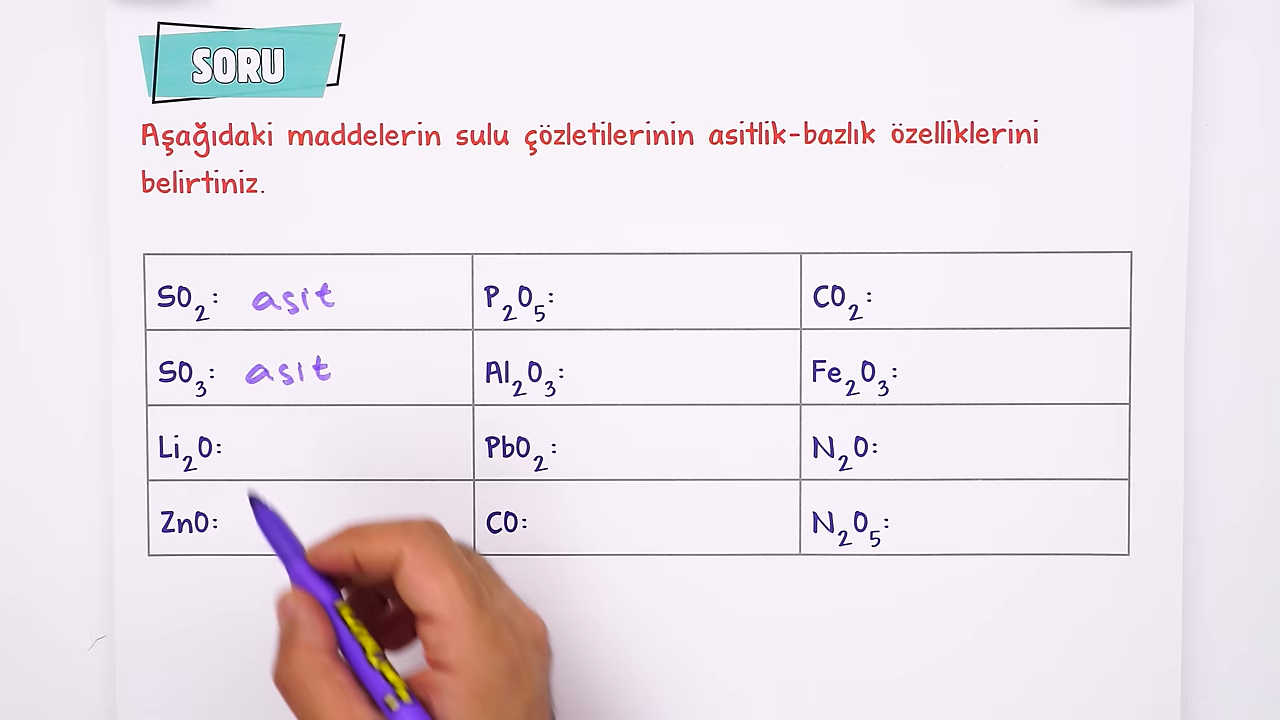 SORU
Aşağıdaki maddelerin sulu çözletilerinin asitlik-bazlık özelliklerini
belirtiniz.
SO₂: asit
P₂O₅:
CO₂:
SO₃: asit
Al₂O₃:
Fe₂O₃:
Li₂O:
PbO₂:
N₂O:
ZnO:
CO:
N₂O₅: